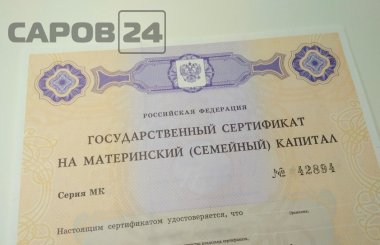 САРОВ24
РОССИЙСКАЯ ФЕДЕРАЦИЯ
ГОСУДАРСТВЕННЫЙ СЕРТИФИКАТ
НА МАТЕРИНСКИЙ (СЕМЕЙНЫЙ) КАПИТАЛ
№ 42894
Серия МК
Настоящим сертификатом удостоверяется, что